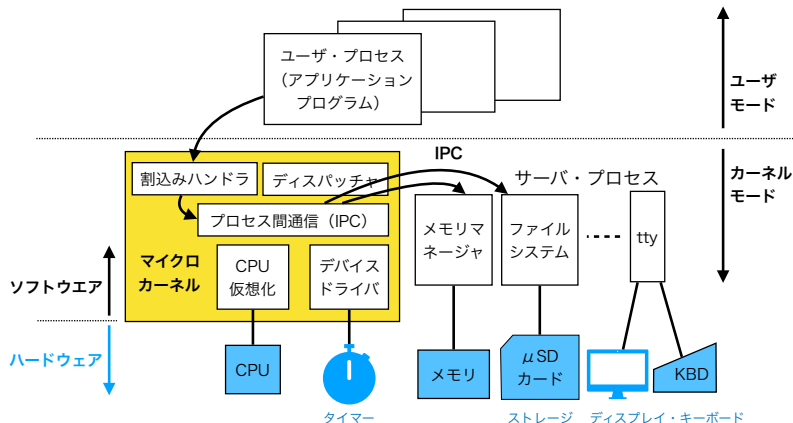 ユーザ・プロセス
（アプリケーション
プログラム）
ユーザ
モード
IPC
カーネル
モード
割込みハンドラ
ディスパッチャ
サーバ・プロセス
プロセス間通信（IPC）
メモリマ
ネージャ
ファイル
システム
tty
マイクロ
カーネル
CPU
仮想化
デバイス
ドライバ
ソフトウエア
ハードウェア
CPU
メモリ
μSD
カード
KBD
タイマー
ストレージ
ディスプレイ・キーボード